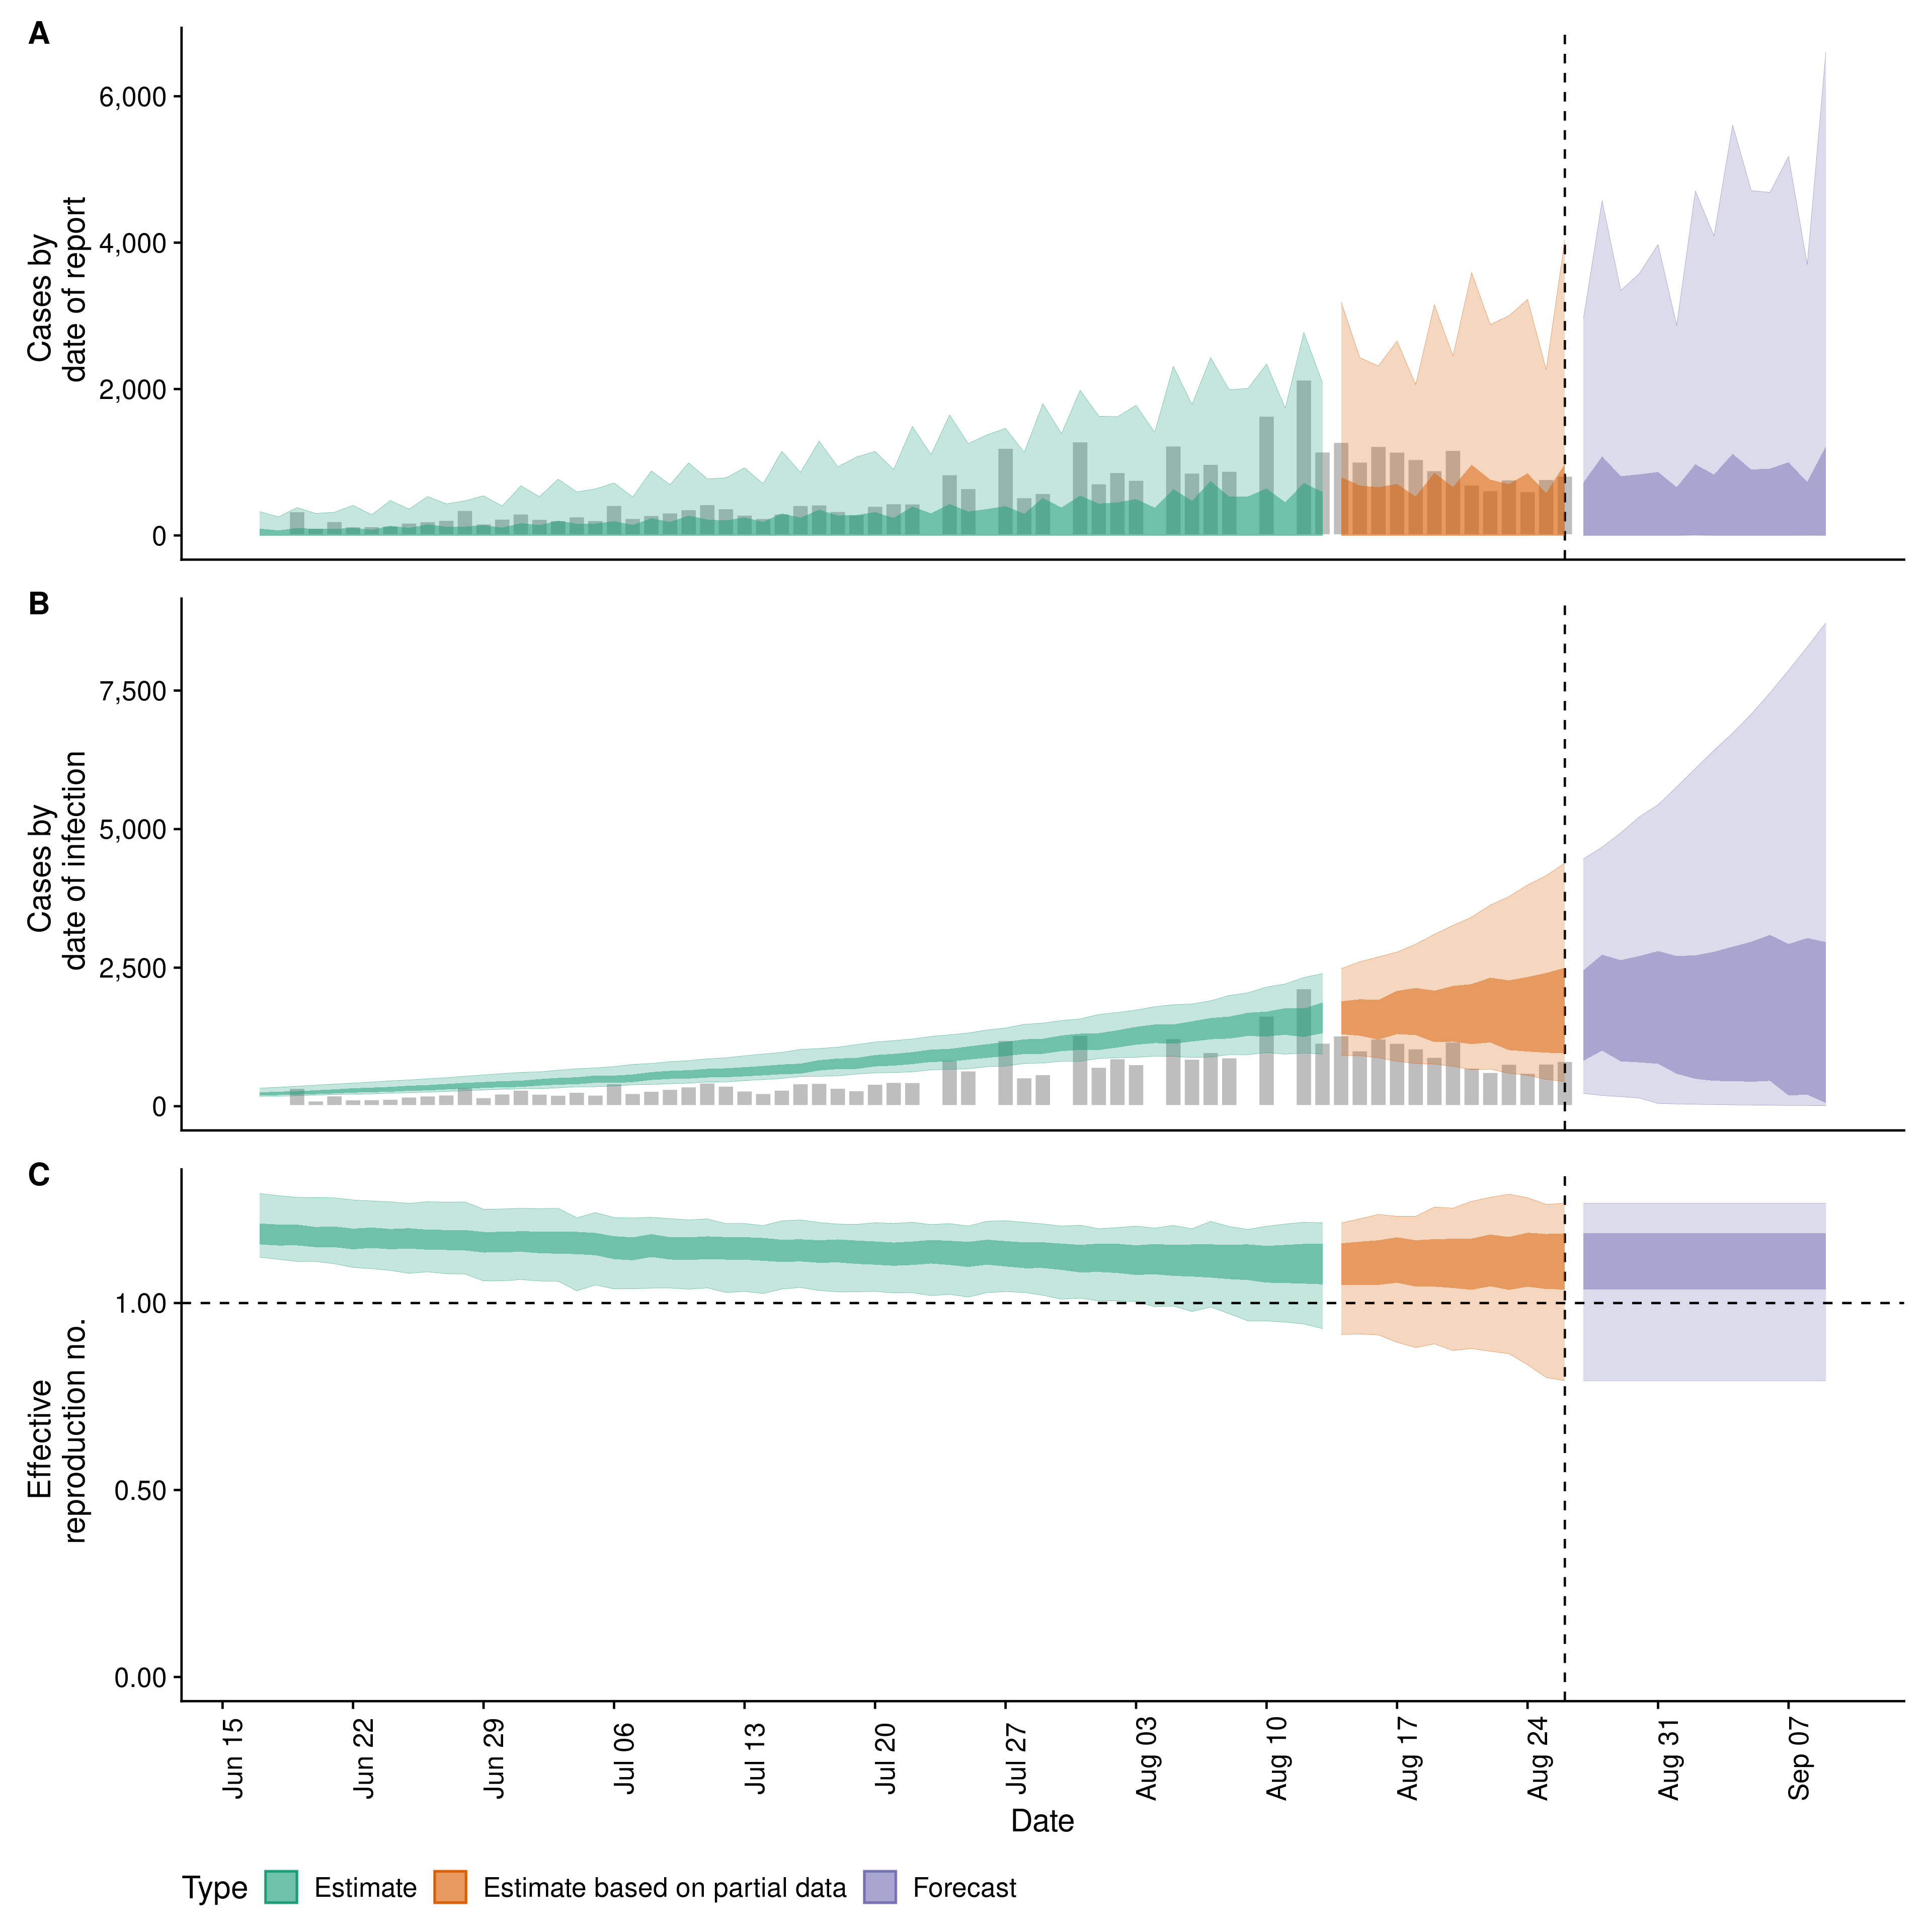 A
Cases by
date of report
6,000
4,000
2,000
0
B
Cases by
date of infection
7,500
5,000
2,500
0
C
Effective
reproduction no.
1.00
0.50
0.00
Jun 15
Jun 22
Jun 29
Jul 06
Jul 13
Jul 20
Jul 27
Aug 03
Aug 10
Aug 17
Aug 24
Aug 31
Sep 07
Date
Type
Estimate
Estimate based on partial data
Forecast